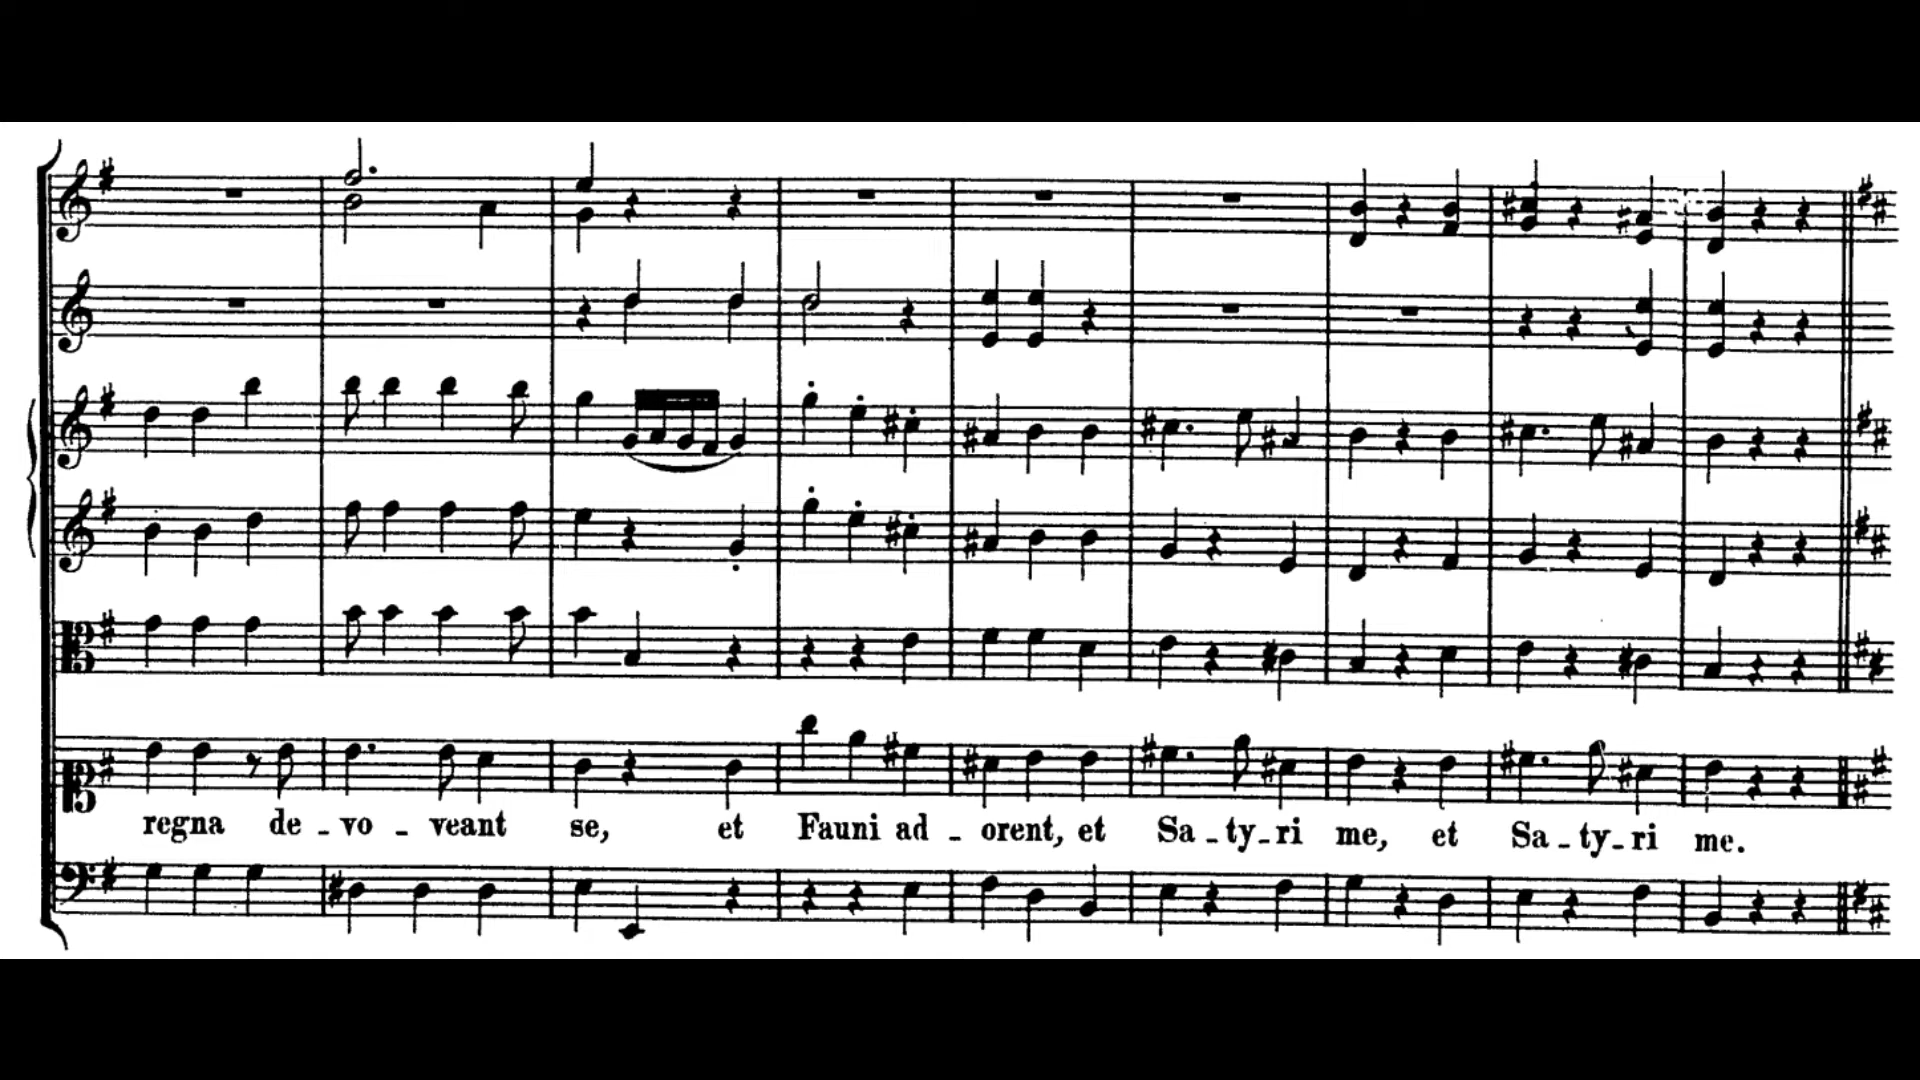 regna de - vo - veant se, et Fauni ad - orent, et Sa - ty - ri me, et Sa - ty - ri me.